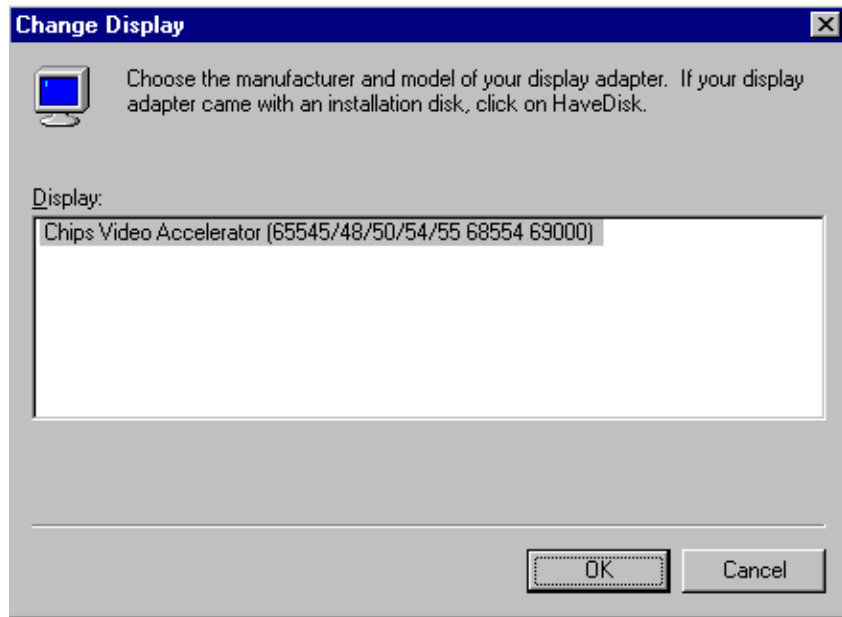 Change Display
Choose the manufacturer and model of your display adapter.  If your display
adapter came with an installation disk, click on HaveDisk.
Display:
Chips Video Accelerator (65545/48/50/54/55 68554 69000)
OK
Cancel